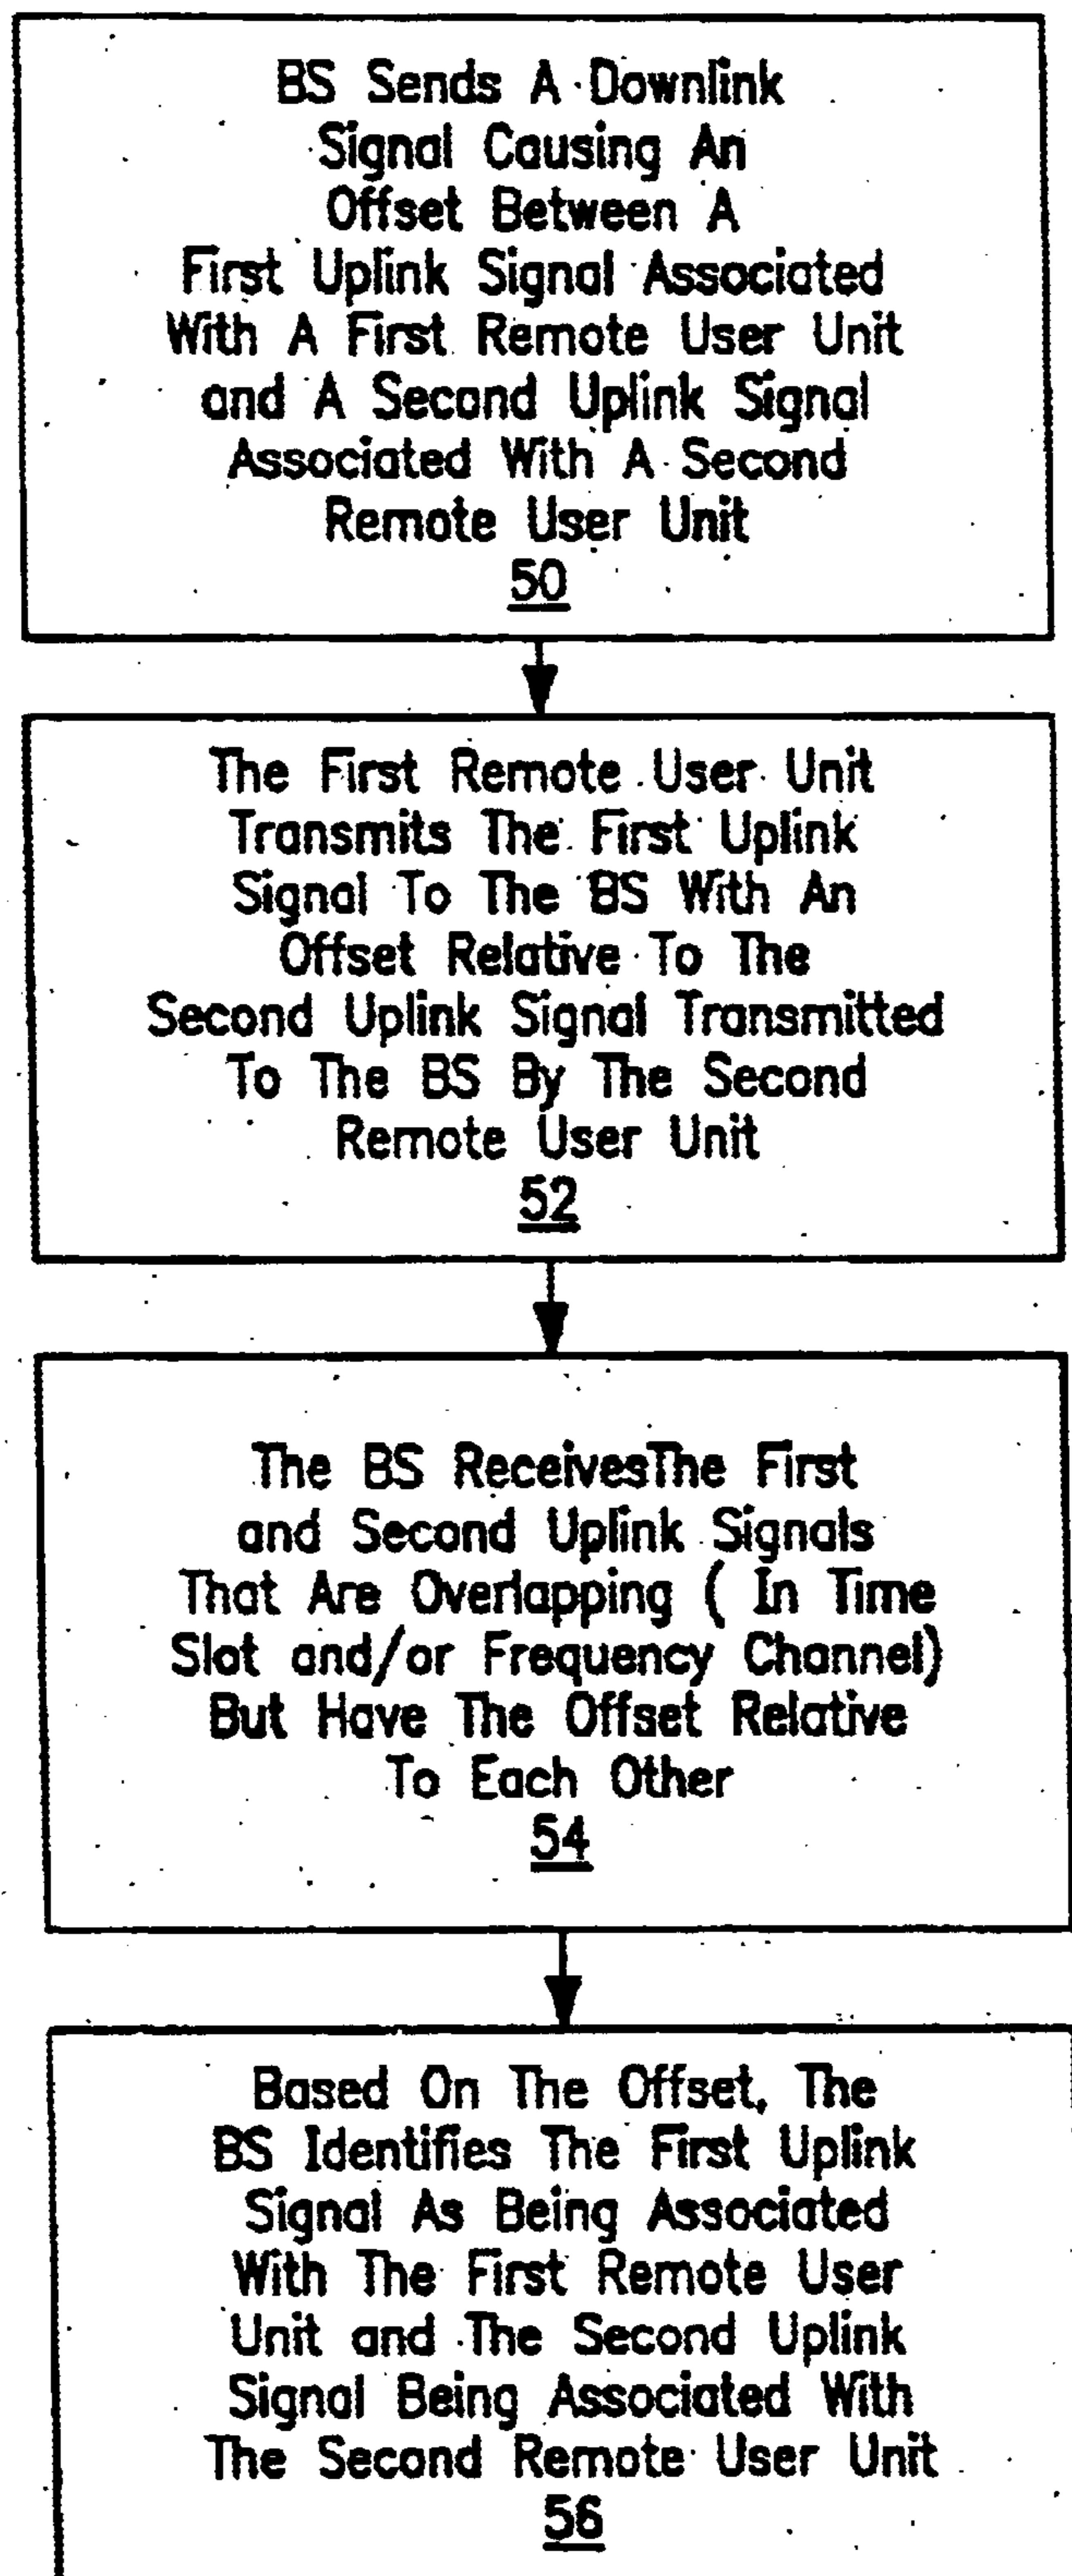 BS Sends A Downlink
Signal Causing An
Offset Between A
First Uplink Signal Associated
With A First Remote User Unit
and A Second Uplink Signal
Associated With A Second
Remote User Unit
50
The First Remote User Unit
Transmits The First Uplink
Signal To The BS With An
Offset Relative To The
Second Uplink Signal Transmitted
To The BS By The Second
Remote User Unit
52
The BS ReceivesThe First
and Second Uplink Signals
That Are Overlapping ( In Time
Slot and/or Frequency Channel)
But Have The Offset Relative
To Each Other
54
Based On The Offset, The
BS Identifies The First Uplink
Signal As Being Associated
With The First Remote User
Unit and The Second Uplink
Signal Being Associated With
The Second Remote User Unit
56